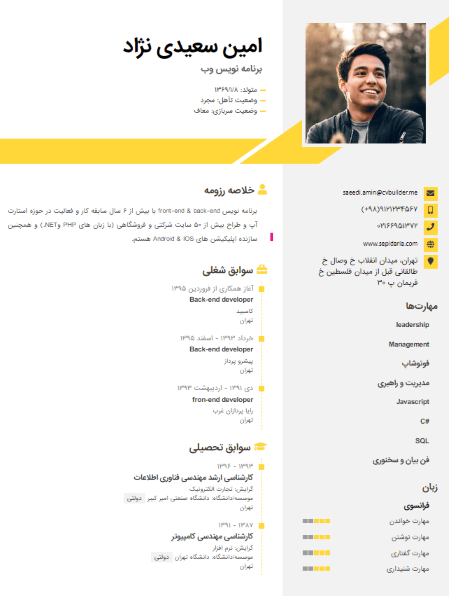 امین سعیدی نژاد
برنامه نویس وب
متولد: ۱۳۶۹/۱/۸
وضعیت تاهل: مجرد
وضعیت سربازی: معاف
saeedi.amin@cvbuilder.me
(+۹۸)۹۱۲۱۲۳۴۵۶۷
۰۲۱۶۶۹۵۱۳۷۲
www.sepidaria.com
تهران، میدان انقلاب خ وصال خ
طالقانی قبل از میدان فلسطین خ
فریمان پ ۳۰
مهارت‌ها
leadership
Management
فوتوشاپ
مدیریت و راهبری
Javascript
C#
SQL
فن بیان و سخنوری
زبان
فرانسوی
مهارت خواندن
مهارت نوشتن
مهارت گفتاری
مهارت شنیداری
خلاصه رزومه
برنامه نویس front-end & back-end با بیش از ۶ سال سابقه کار و فعالیت در حوزه استارت
آپ و طراح بیش از ۵۰ سایت شرکتی و فروشگاهی (با زبان های PHP و NET.) و همچنین
سازنده اپلیکیشن های Android & IOS هستم.
سوابق شغلی
آغاز همکاری از فروردین ۱۳۹۵
Back-end developer
کاسپید
تهران
خرداد ۱۳۹۳ - اسفند ۱۳۹۵
Back-end developer
پیشرو پرداز
تهران
دی ۱۳۹۱ - اردیبهشت ۱۳۹۳
fron-end developer
رایا پردازان غرب
تهران
سوابق تحصیلی
۱۳۹۳ - ۱۳۹۶
کارشناسی ارشد مهندسی فناوری اطلاعات
گرایش: تجارت الکترونیک
موسسه/دانشگاه: دانشگاه صنعتی امیر کبیر دولتی
تهران
۱۳۸۷ - ۱۳۹۱
کارشناسی مهندسی کامپیوتر
گرایش: نرم افزار
موسسه/دانشگاه: دانشگاه تهران دولتی
تهران